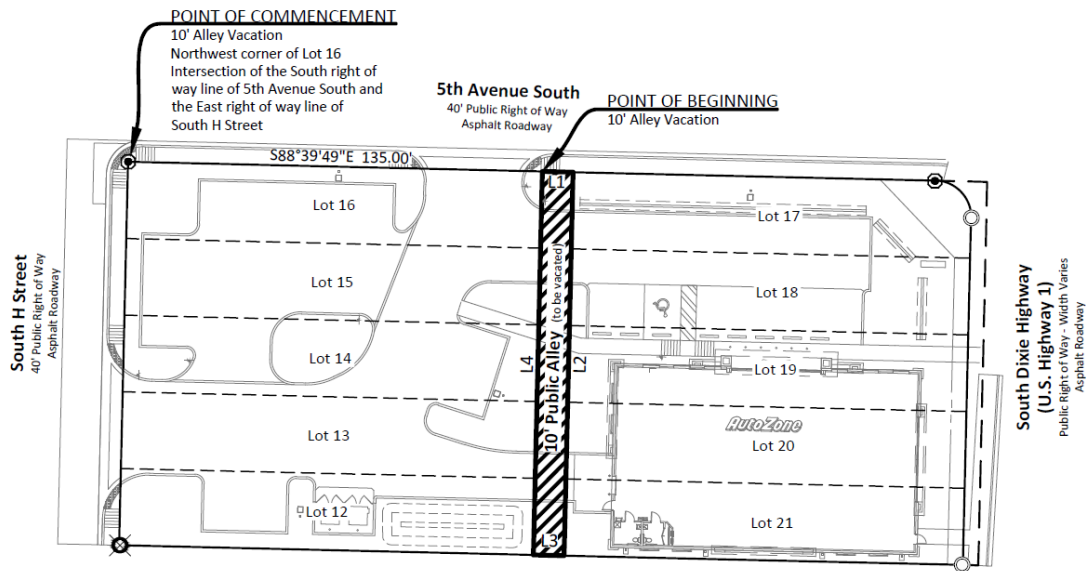 POINT OF COMMENCEMENT
10' Alley Vacation
Northwest corner of Lot 16
Intersection of the South right of
way line of 5th Avenue South and
the East right of way line of
South H Street
5th Avenue South
40' Public Right of Way
Asphalt Roadway
POINT OF BEGINNING
10' Alley Vacation
S88°39'49"E 135.00'
L1
Lot 16
Lot 17
Lot 15
Lot 18
Lot 14
Lot 19
Lot 13
Lot 20
Lot 12
Lot 21
AutoZone
10' Public Alley (to be vacated)
L4
L2
L3
South H Street
40' Public Right of Way
Asphalt Roadway
South Dixie Highway
(U.S. Highway 1)
Public Right of Way - Width Varies
Asphalt Roadway